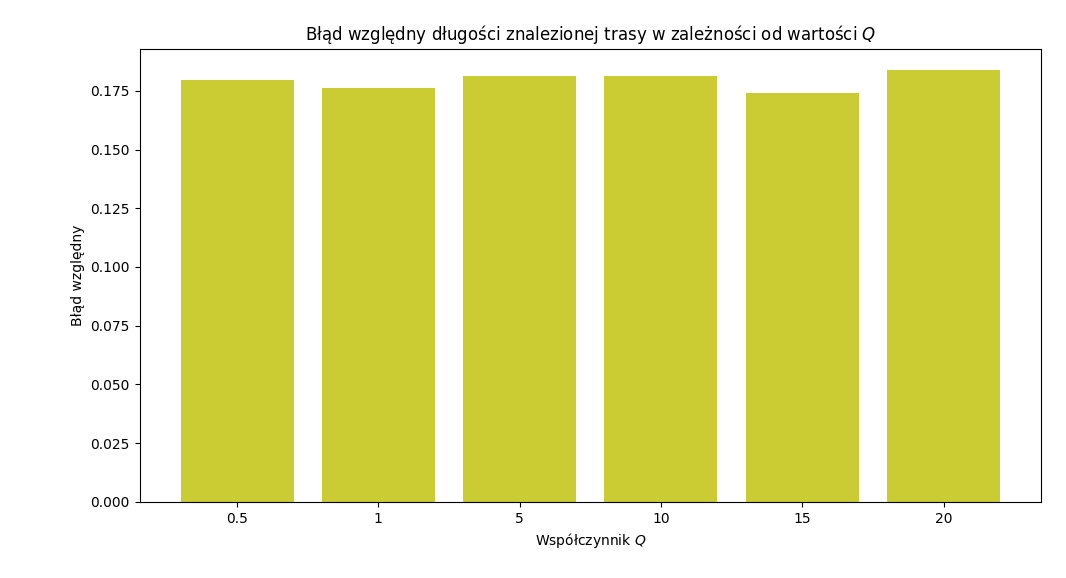 Błąd względny długości znalezionej trasy w zależności od wartości Q
Błąd względny
0.175
0.150
0.125
0.100
0.075
0.050
0.025
0.000
0.5 1 5 10 15 20
Współczynnik Q